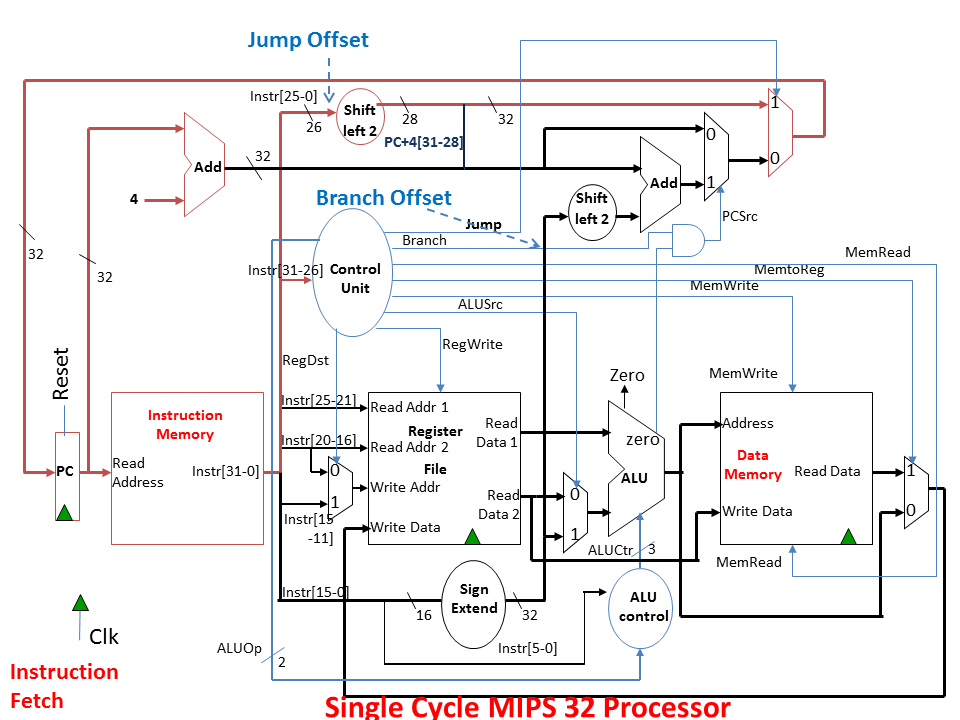 Jump Offset
Instr[25-0]
26
Shift
left 2
28
32
1
0
PC+4[31-28]
0
1
32
Add
4
Add
Shift
left 2
Branch Offset
Jump
Branch
PCSrc
32
32
Instr[31-26]
Control
Unit
MemRead
MemtoReg
MemWrite
ALUSrc
RegWrite
RegDst
Reset
Zero
MemWrite
Instruction
Memory
Instr[25-21]
Read Addr 1
Register
File
Read
Data 1
zero
Address
Instr[20-16]
Read Addr 2
PC
Read
Address
Instr[31-0]
0
1
Write Addr
Read
Data 2
0
1
ALU
Data
Memory
Read Data
1
0
Instr[15
-11]
Write Data
Write Data
ALUCtr
3
MemRead
Instr[15-0]
16
Sign
Extend
32
ALU
control
Instr[5-0]
Clk
ALUOp
2
Instruction
Fetch
Single Cycle MIPS 32 Processor